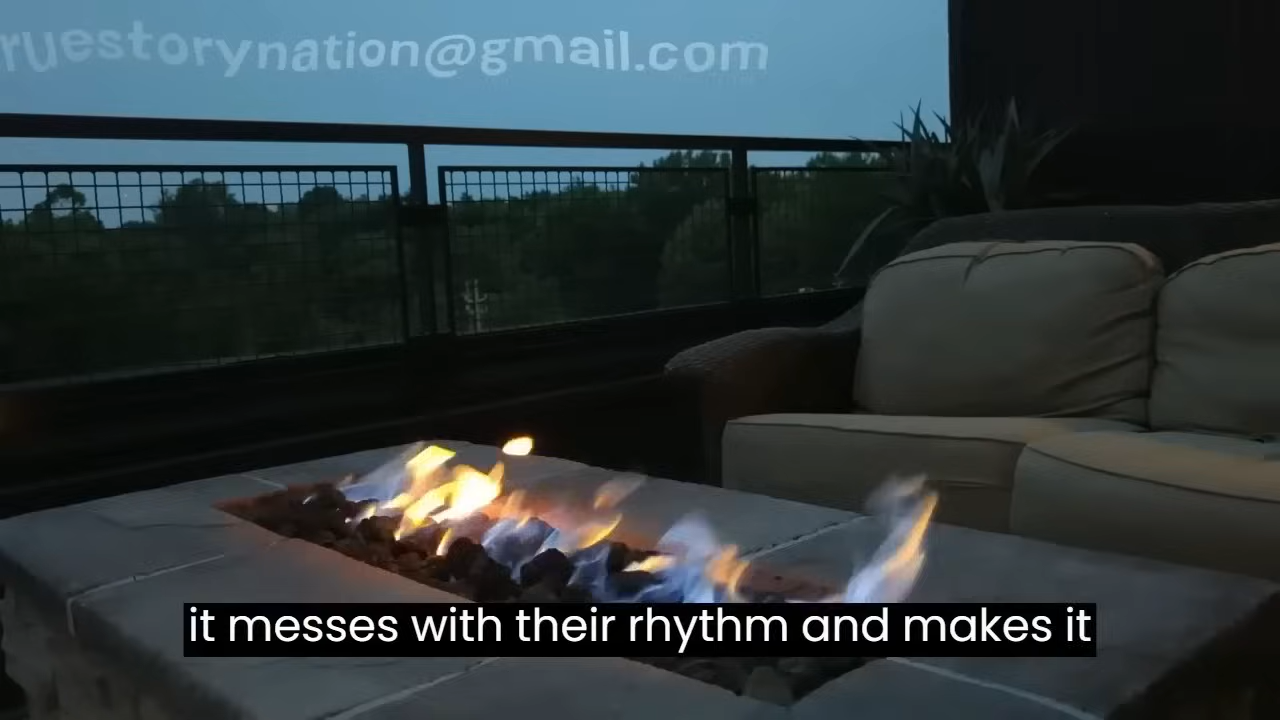 ruestorynation@gmail.com
it messes with their rhythm and makes it